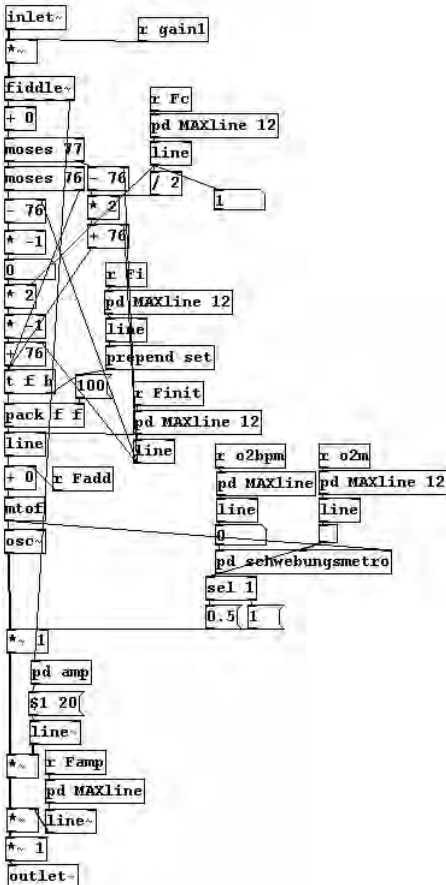 inlet~
r gain1
*~
fiddle~
r Fc
+ 0
pd MAXline 12
moses 77
line
moses 76
- 76
/ 2
- 76
* 2
1
* -1
+ 76
0
r Fi
* 2
pd MAXline 12
* -1
line
+ 76
prepend set
t f b
100
r Finit
pack f f
pd MAXline 12
line
line
r o2bpm
r o2m
+ 0
r Fadd
pd MAXline
pd MAXline 12
mtof
line
line
osc~
0
pd schwebungsmetro
sel 1
0.5
1
*~ 1
pd amp
$1 20
line~
*~
r Famp
pd MAXline
*~
line~
*~ 1
outlet~